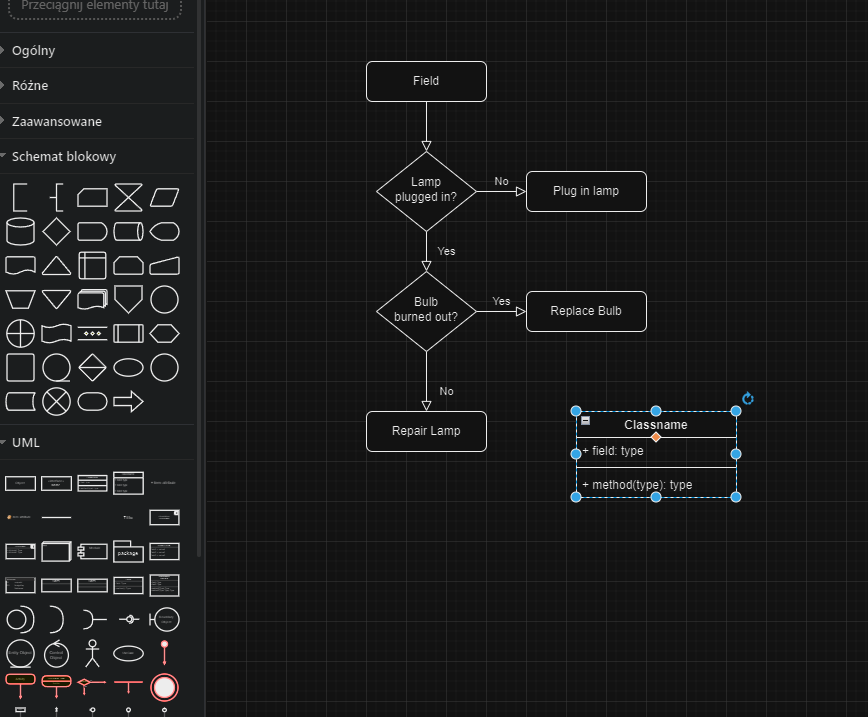 Przeciągnij elementy tutaj
Ogólny
Różne
Zaawansowane
Schemat blokowy
UML
package
Field
Lamp
plugged in?
No
Plug in lamp
Yes
Bulb
burned out?
Yes
Replace Bulb
No
Repair Lamp
Classname
+ field: type
+ method(type): type